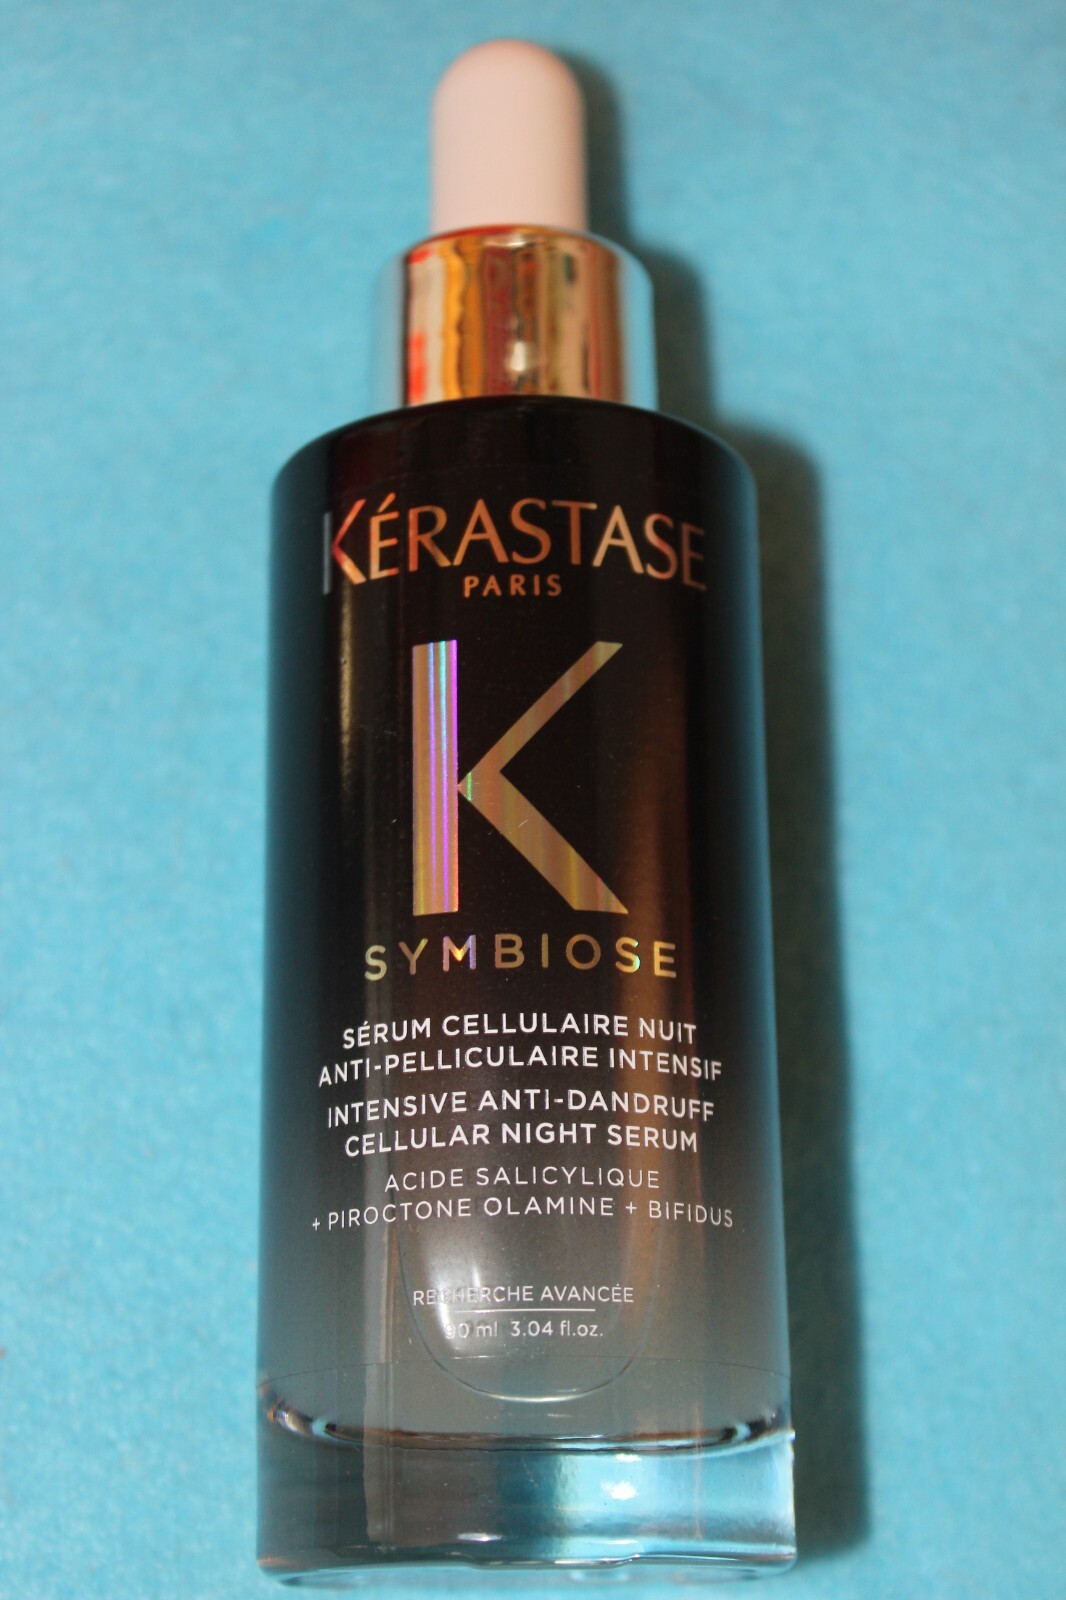 KÉRASTASE
PARIS
K
SYMBIOSE
SÉRUM CELLULAIRE NUIT
ANTI-PELLICULAIRE INTENSIF
INTENSIVE ANTI-DANDRUFF
CELLULAR NIGHT SERUM
ACIDE SALICYLIQUE
+ PIROCTONE OLAMINE + BIFIDUS
RECHERCHE AVANCÉE
90 ml 3.04 fl.oz.